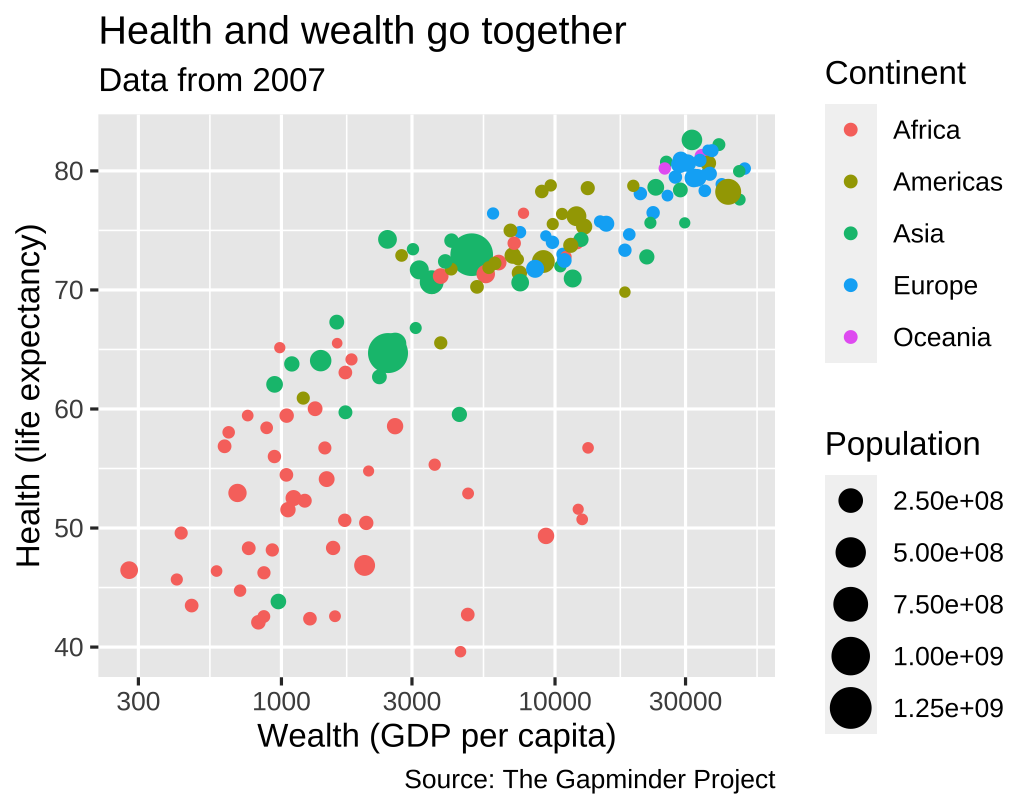 Health and wealth go together
Data from 2007
Continent
Africa
Americas
Asia
Europe
Oceania
Population
2.50e+08
5.00e+08
7.50e+08
1.00e+09
1.25e+09
Health (life expectancy)
80
70
60
50
40
300 1000 3000 10000 30000
Wealth (GDP per capita)
Source: The Gapminder Project